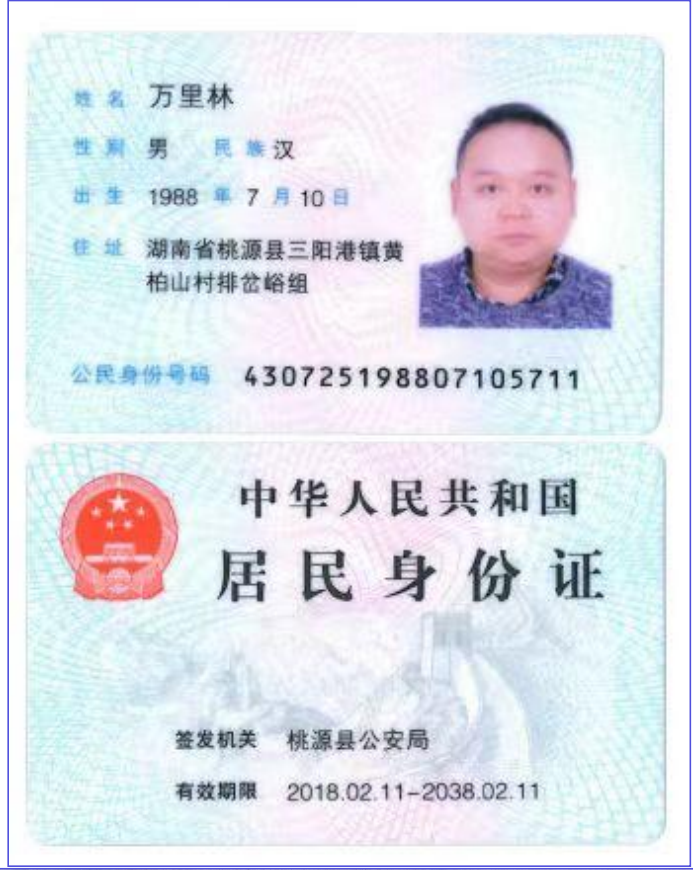 姓名 万里林
性别 男 民族 汉
出生 1988 年 7 月 10 日
住址 湖南省桃源县三阳港镇黄
柏山村排岔峪组
公民身份号码 430725198807105711
中华人民共和国
居民身份证
签发机关 桃源县公安局
有效期限 2018.02.11-2038.02.11